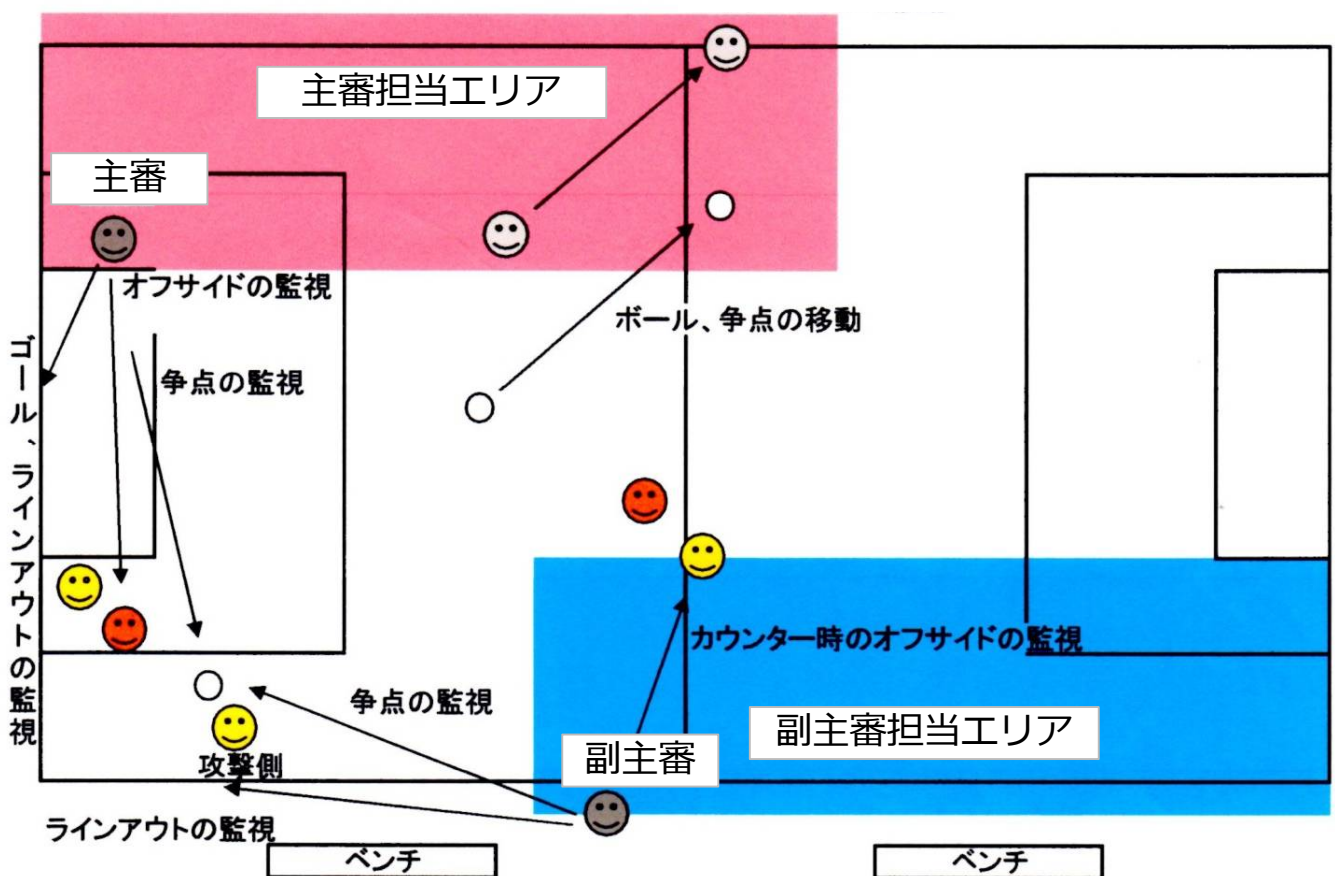 主審担当エリア
主審
オフサイドの監視
ボール、争点の移動
ゴール、ラインアウトの監視
争点の監視
カウンター時のオフサイドの監視
争点の監視
副主審担当エリア
副主審
攻撃側
ラインアウトの監視
ベンチ
ベンチ